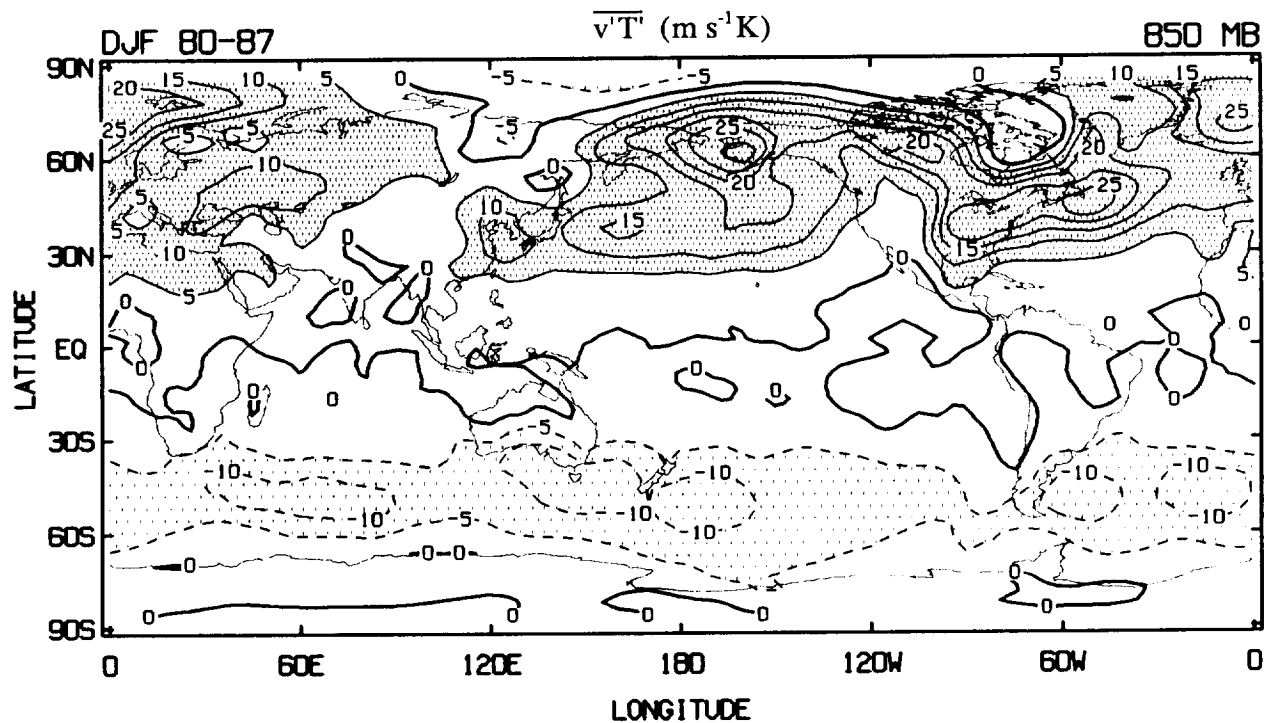 v'T' (m s⁻¹K)
DJF 80-87 850 MB
90N
60N
30N
EQ
30S
60S
90S
LATITUDE
20 15 10 5 0 -5 -5 0 5 10 15
25 5 5 -5 25 20 20 25
10 0 20 25
5 10 15 15
5 10 0 0 0 5
5 0 0 0 0
0 0 0 0
0 0
-5
-10 -10 -10 -10
-10 -5 -10 -10 -10
0 0-0 0
0 0 0 0 0
0 60E 120E 180 120W 60W 0
LONGITUDE